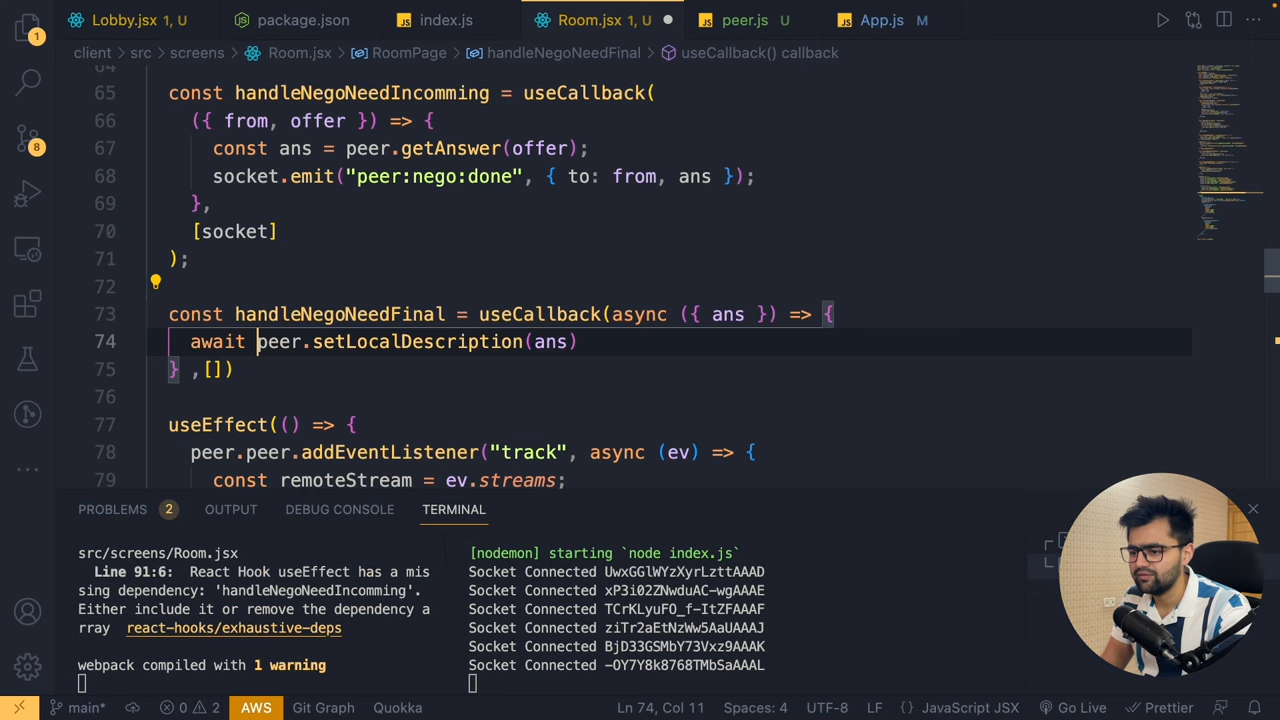 Lobby.jsx 1, U
package.json
JS index.js
Room.jsx 1, U
JS peer.js U
JS App.js M
client > src > screens > Room.jsx > RoomPage > handleNegoNeedFinal > useCallback() callback
65 const handleNegoNeedIncomming = useCallback(
66 ({ from, offer }) => {
67 const ans = peer.getAnswer(offer);
68 socket.emit("peer:nego:done", { to: from, ans });
69 },
70 [socket]
71 );
72
73 const handleNegoNeedFinal = useCallback(async ({ ans }) => {
74 await peer.setLocalDescription(ans)
75 } ,[])
76
77 useEffect(() => {
78 peer.peer.addEventListener("track", async (ev) => {
79 const remoteStream = ev.streams;
1
8
PROBLEMS 2 OUTPUT DEBUG CONSOLE TERMINAL
src/screens/Room.jsx
Line 91:6: React Hook useEffect has a mis
sing dependency: 'handleNegoNeedIncomming'.
Either include it or remove the dependency a
rray react-hooks/exhaustive-deps
webpack compiled with 1 warning
[nodemon] starting `node index.js`
Socket Connected UwxGGlWYzXyrLzttAAAD
Socket Connected xP3i02ZNwduAC-wgAAAE
Socket Connected TCrKLyuFO_f-ItZFAAAF
Socket Connected ziTr2aEtNzWw5AaUAAAJ
Socket Connected BjD33GSMbY73Vxz9AAAK
Socket Connected -OY7Y8k8768TMbSaAAAL
main* 0 2 AWS Git Graph Quokka Ln 74, Col 11 Spaces: 4 UTF-8 LF {} JavaScript JSX Go Live Prettier